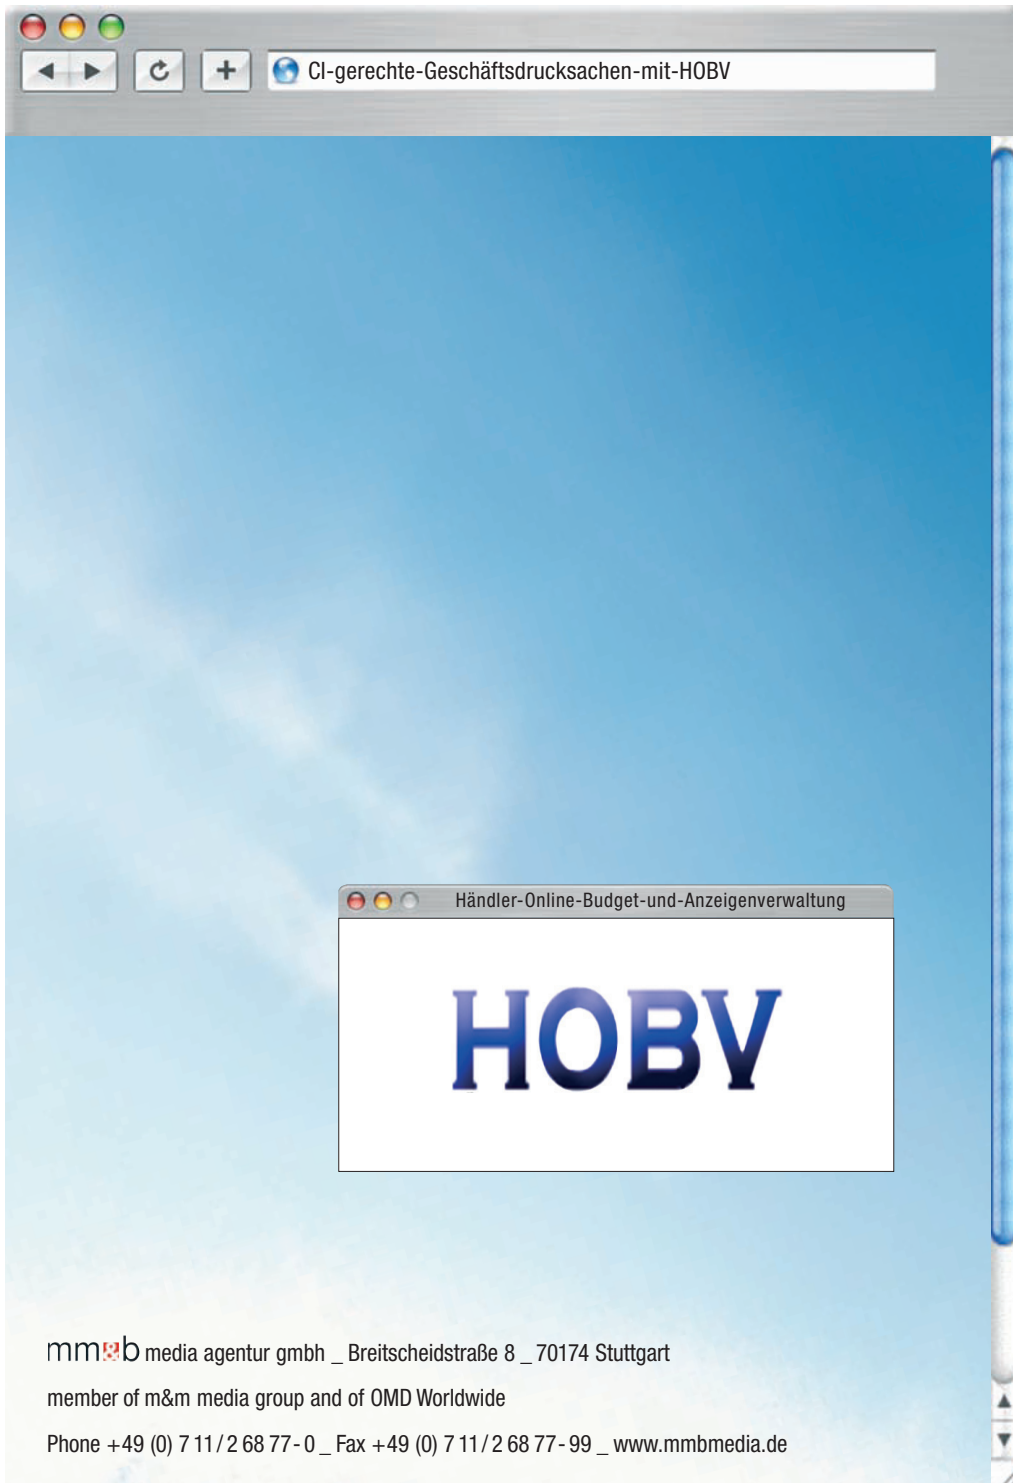 CI-gerechte-Geschäftsdrucksachen-mit-HOBV
Händler-Online-Budget-und-Anzeigenverwaltung
HOBV
mm&b media agentur gmbh _ Breitscheidstraße 8 _ 70174 Stuttgart
member of m&m media group and of OMD Worldwide
Phone +49 (0) 7 11 / 2 68 77 - 0 _ Fax +49 (0) 7 11 / 2 68 77 - 99 _ www.mmbmedia.de